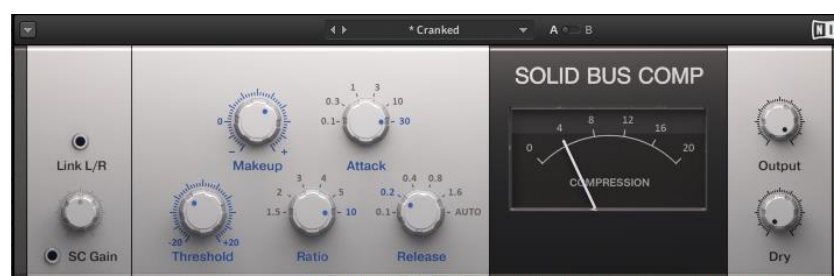 * Cranked
A B
NI
SOLID BUS COMP
Link L/R
SC Gain
0
- +
Makeup
0.1 0.3 1 3 10 30
Attack
-20 +20
Threshold
1.5 2 3 4 5 10
Ratio
0.1 0.2 0.4 0.8 1.6 AUTO
Release
0 4 8 12 16 20
COMPRESSION
Output
Dry